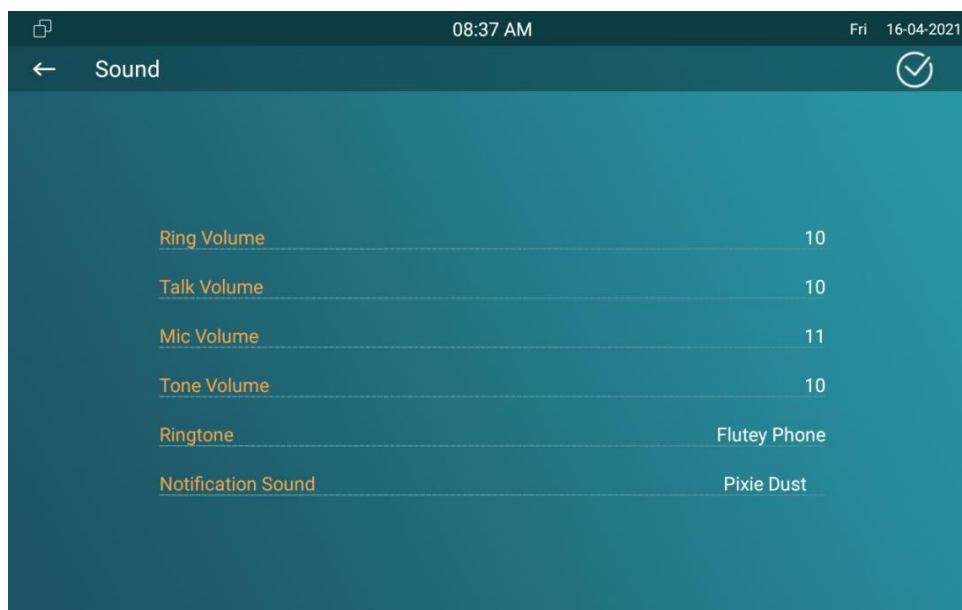 08:37 AM Fri 16-04-2021
Sound
Ring Volume 10
Talk Volume 10
Mic Volume 11
Tone Volume 10
Ringtone Flutey Phone
Notification Sound Pixie Dust